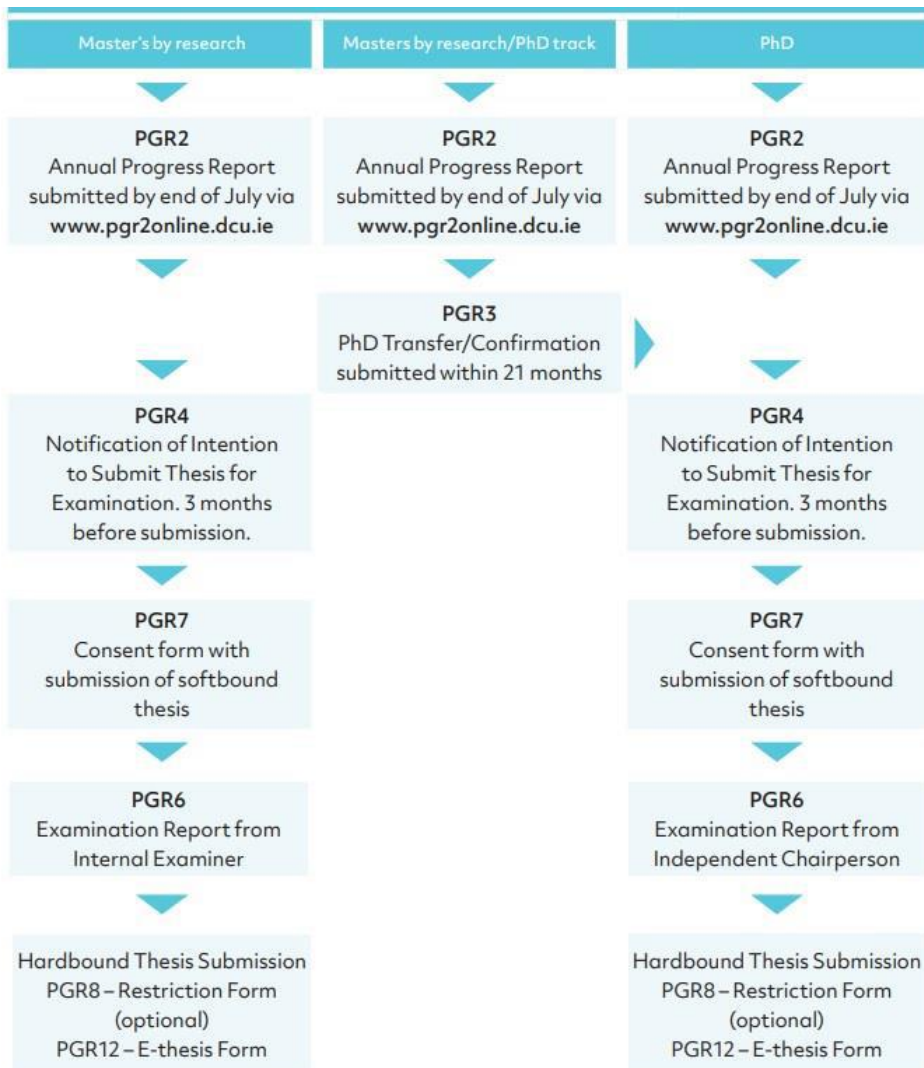 Master's by research
Masters by research/PhD track
PhD
PGR2
Annual Progress Report
submitted by end of July via
www.pgr2online.dcu.ie
PGR2
Annual Progress Report
submitted by end of July via
www.pgr2online.dcu.ie
PGR2
Annual Progress Report
submitted by end of July via
www.pgr2online.dcu.ie
PGR3
PhD Transfer/Confirmation
submitted within 21 months
PGR4
Notification of Intention
to Submit Thesis for
Examination. 3 months
before submission.
PGR4
Notification of Intention
to Submit Thesis for
Examination. 3 months
before submission.
PGR7
Consent form with
submission of softbound
thesis
PGR7
Consent form with
submission of softbound
thesis
PGR6
Examination Report from
Internal Examiner
PGR6
Examination Report from
Independent Chairperson
Hardbound Thesis Submission
PGR8 – Restriction Form
(optional)
PGR12 – E-thesis Form
Hardbound Thesis Submission
PGR8 – Restriction Form
(optional)
PGR12 – E-thesis Form